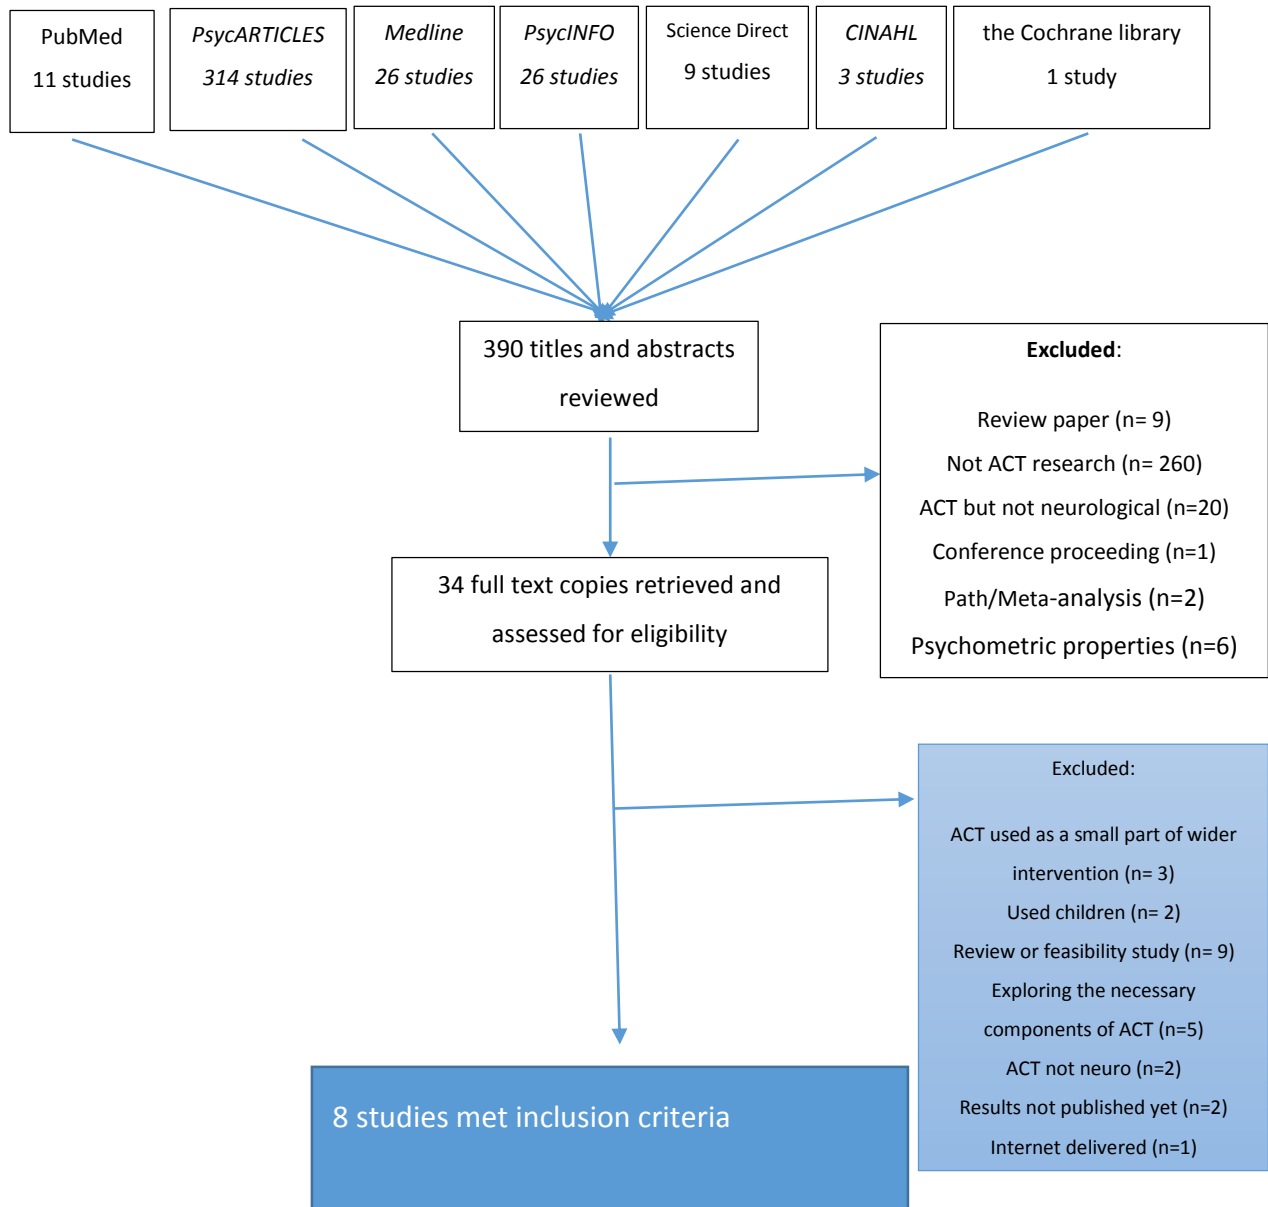 PubMed
11 studies
PsycARTICLES
314 studies
Medline
26 studies
PsycINFO
26 studies
Science Direct
9 studies
CINAHL
3 studies
the Cochrane library
1 study
390 titles and abstracts
reviewed
Excluded:
Review paper (n= 9)
Not ACT research (n= 260)
ACT but not neurological (n=20)
Conference proceeding (n=1)
Path/Meta-analysis (n=2)
Psychometric properties (n=6)
34 full text copies retrieved and
assessed for eligibility
Excluded:
ACT used as a small part of wider
intervention (n= 3)
Used children (n= 2)
Review or feasibility study (n= 9)
Exploring the necessary
components of ACT (n=5)
ACT not neuro (n=2)
Results not published yet (n=2)
Internet delivered (n=1)
8 studies met inclusion criteria